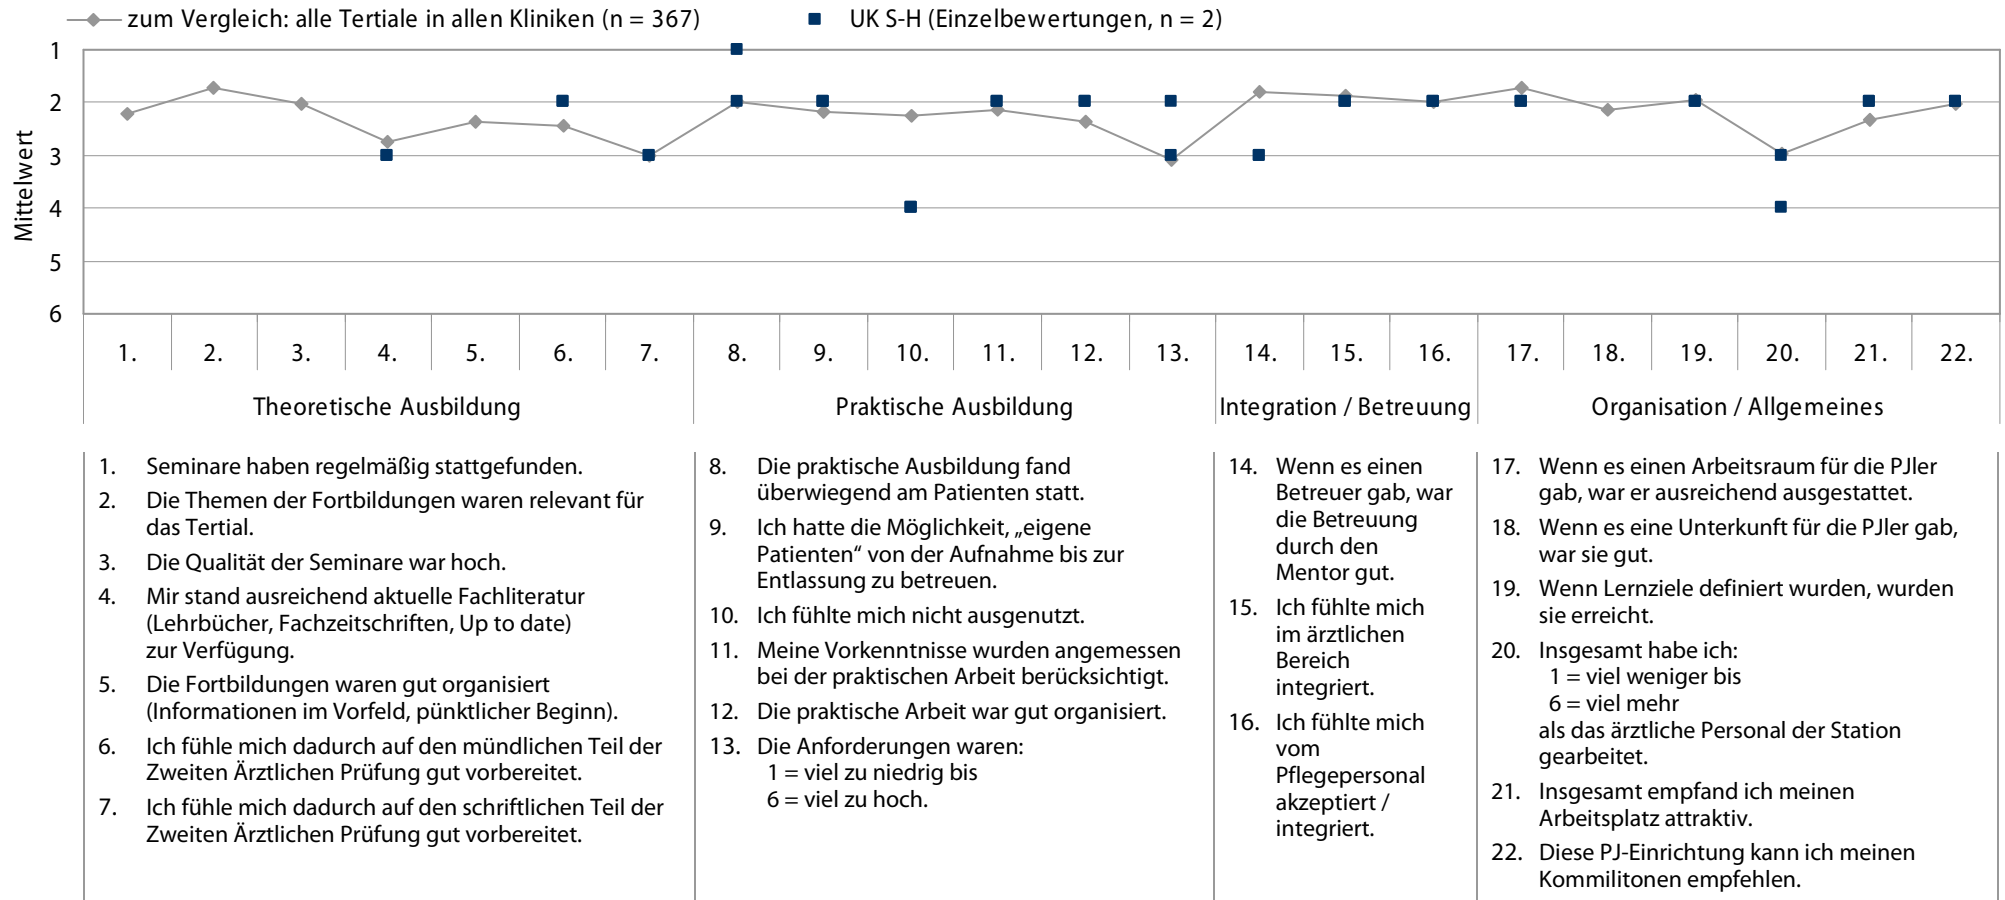 zum Vergleich: alle Tertiale in allen Kliniken (n = 367)
UK S-H (Einzelbewertungen, n = 2)
Mittelwert
1
2
3
4
5
6
1. 2. 3. 4. 5. 6. 7. 8. 9. 10. 11. 12. 13. 14. 15. 16. 17. 18. 19. 20. 21. 22.
Theoretische Ausbildung
Praktische Ausbildung
Integration / Betreuung
Organisation / Allgemeines
1. Seminare haben regelmäßig stattgefunden.
2. Die Themen der Fortbildungen waren relevant für
das Tertial.
3. Die Qualität der Seminare war hoch.
4. Mir stand ausreichend aktuelle Fachliteratur
(Lehrbücher, Fachzeitschriften, Up to date)
zur Verfügung.
5. Die Fortbildungen waren gut organisiert
(Informationen im Vorfeld, pünktlicher Beginn).
6. Ich fühle mich dadurch auf den mündlichen Teil der
Zweiten Ärztlichen Prüfung gut vorbereitet.
7. Ich fühle mich dadurch auf den schriftlichen Teil der
Zweiten Ärztlichen Prüfung gut vorbereitet.
8. Die praktische Ausbildung fand
überwiegend am Patienten statt.
9. Ich hatte die Möglichkeit, „eigene
Patienten“ von der Aufnahme bis zur
Entlassung zu betreuen.
10. Ich fühlte mich nicht ausgenutzt.
11. Meine Vorkenntnisse wurden angemessen
bei der praktischen Arbeit berücksichtigt.
12. Die praktische Arbeit war gut organisiert.
13. Die Anforderungen waren:
1 = viel zu niedrig bis
6 = viel zu hoch.
14. Wenn es einen
Betreuer gab, war
die Betreuung
durch den
Mentor gut.
15. Ich fühlte mich
im ärztlichen
Bereich
integriert.
16. Ich fühlte mich
vom
Pflegepersonal
akzeptiert /
integriert.
17. Wenn es einen Arbeitsraum für die PJler
gab, war er ausreichend ausgestattet.
18. Wenn es eine Unterkunft für die PJler gab,
war sie gut.
19. Wenn Lernziele definiert wurden, wurden
sie erreicht.
20. Insgesamt habe ich:
1 = viel weniger bis
6 = viel mehr
als das ärztliche Personal der Station
gearbeitet.
21. Insgesamt empfand ich meinen
Arbeitsplatz attraktiv.
22. Diese PJ-Einrichtung kann ich meinen
Kommilitonen empfehlen.